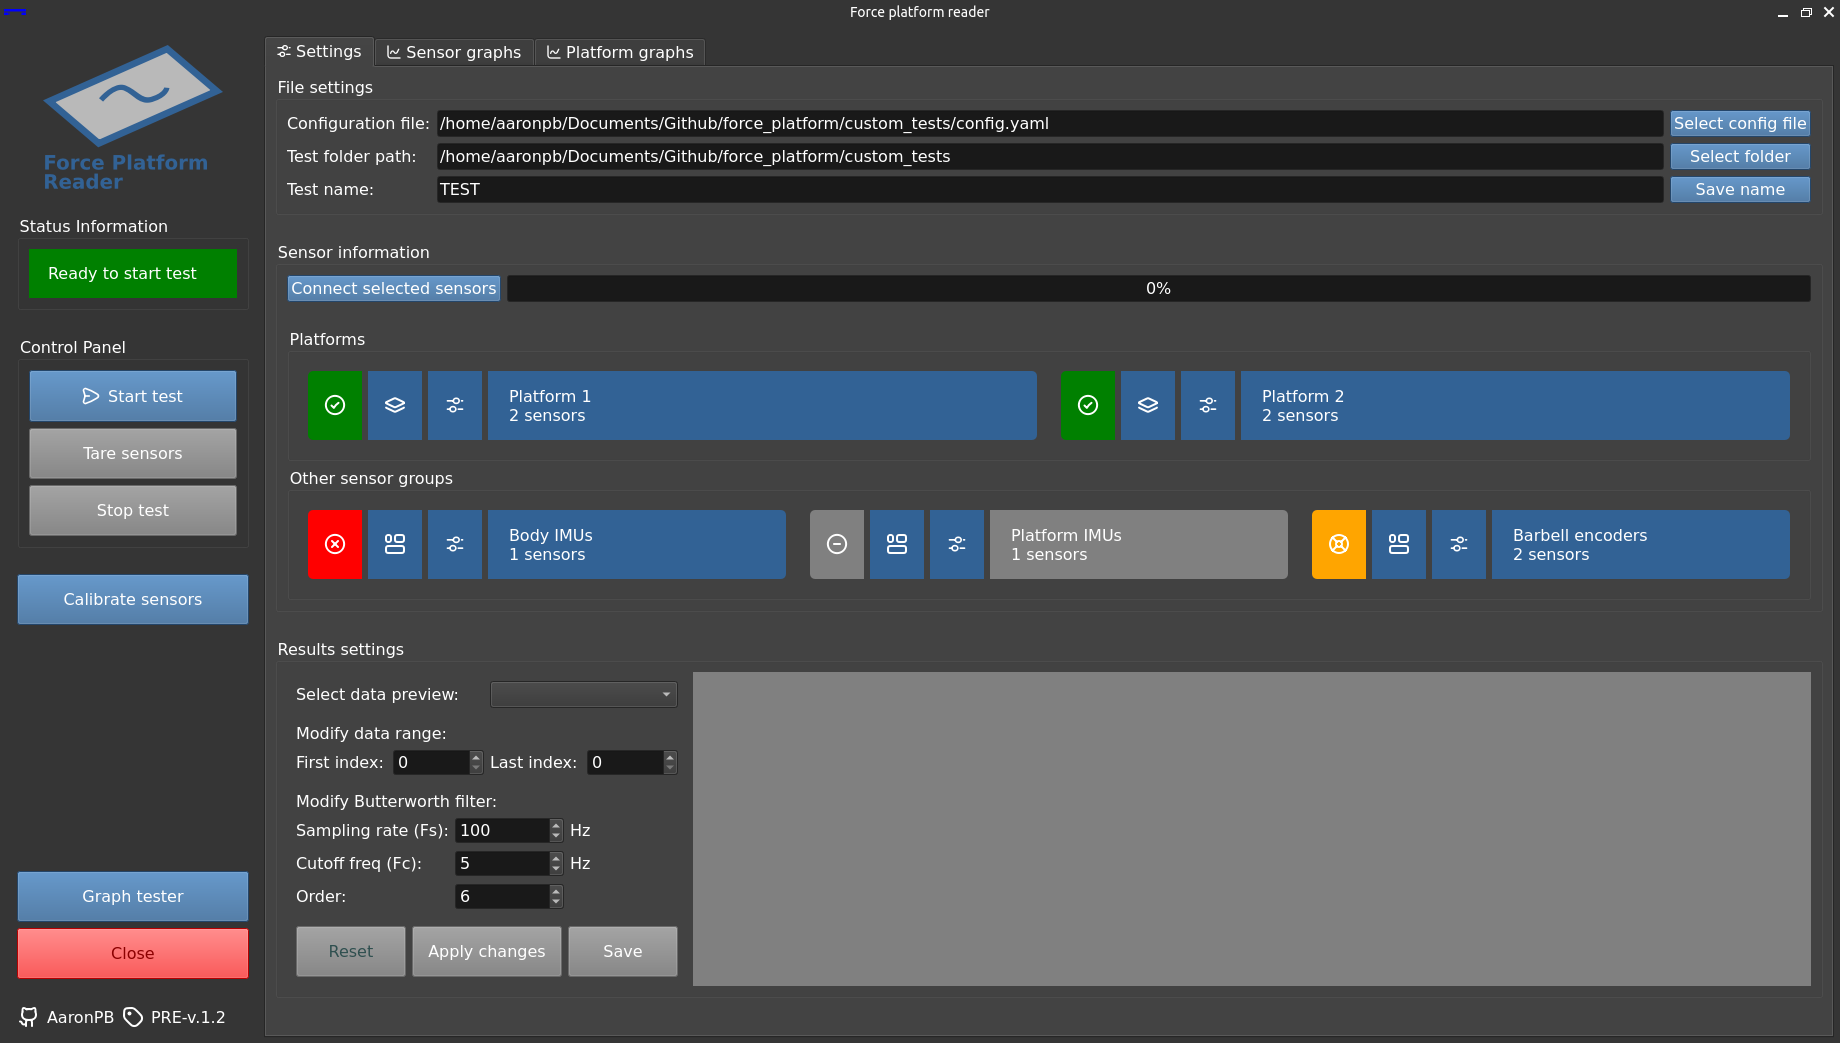 Force platform reader
Force Platform
Reader
Status Information
Ready to start test
Control Panel
Start test
Tare sensors
Stop test
Calibrate sensors
Graph tester
Close
AaronPB PRE-v.1.2
Settings Sensor graphs Platform graphs
File settings
Configuration file: /home/aaronpb/Documents/Github/force_platform/custom_tests/config.yaml Select config file
Test folder path: /home/aaronpb/Documents/Github/force_platform/custom_tests Select folder
Test name: TEST Save name
Sensor information
Connect selected sensors 0%
Platforms
Platform 1
2 sensors
Platform 2
2 sensors
Other sensor groups
Body IMUs
1 sensors
Platform IMUs
1 sensors
Barbell encoders
2 sensors
Results settings
Select data preview:
Modify data range:
First index: 0 Last index: 0
Modify Butterworth filter:
Sampling rate (Fs): 100 Hz
Cutoff freq (Fc): 5 Hz
Order: 6
Reset Apply changes Save